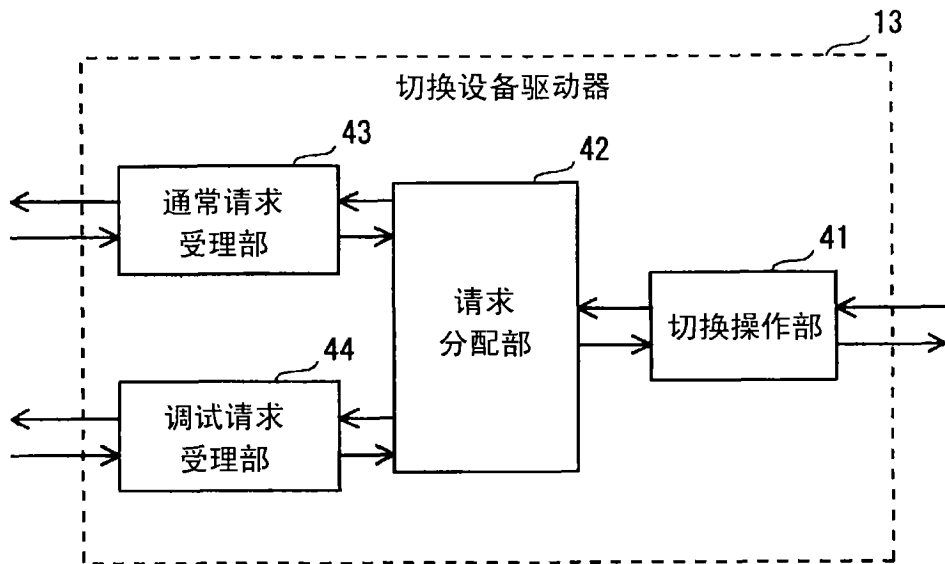 13
切换设备驱动器
43
通常请求
受理部
42
请求
分配部
41
切换操作部
44
调试请求
受理部